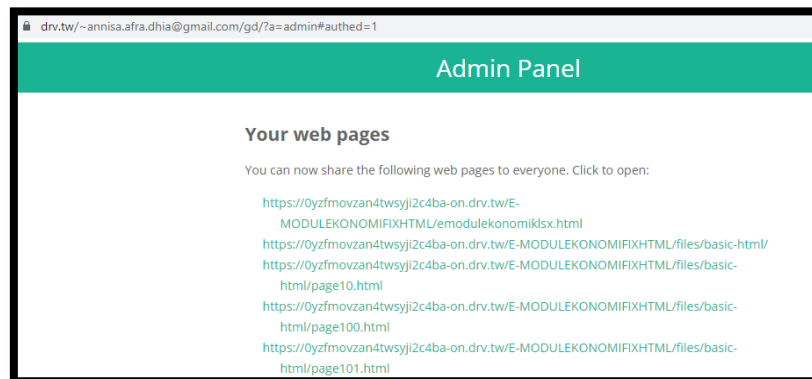 drv.tw/~annisa.afra.dhia@gmail.com/gd/?a=admin#authed=1
Admin Panel
Your web pages
You can now share the following web pages to everyone. Click to open:
https://0yzfmovzan4twsyji2c4ba-on.drv.tw/E-
MODULEKONOMIFIXHTML/emodulekonomiklsx.html
https://0yzfmovzan4twsyji2c4ba-on.drv.tw/E-MODULEKONOMIFIXHTML/files/basic-html/
https://0yzfmovzan4twsyji2c4ba-on.drv.tw/E-MODULEKONOMIFIXHTML/files/basic-
html/page10.html
https://0yzfmovzan4twsyji2c4ba-on.drv.tw/E-MODULEKONOMIFIXHTML/files/basic-
html/page100.html
https://0yzfmovzan4twsyji2c4ba-on.drv.tw/E-MODULEKONOMIFIXHTML/files/basic-
html/page101.html